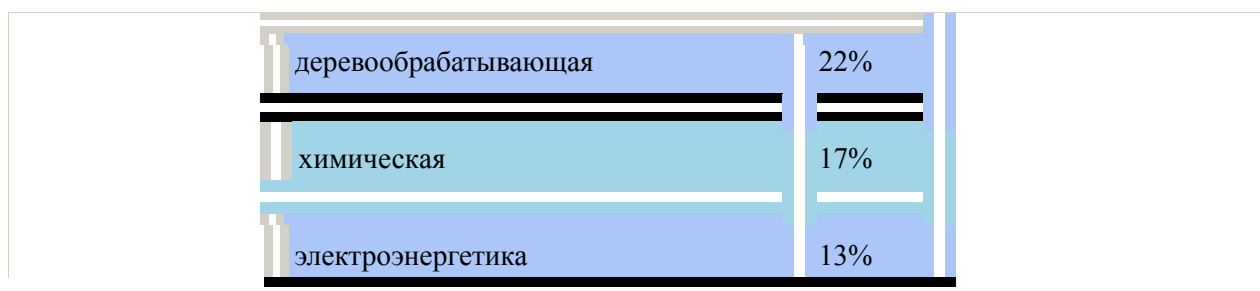 деревообрабатывающая 22%
химическая 17%
электроэнергетика 13%